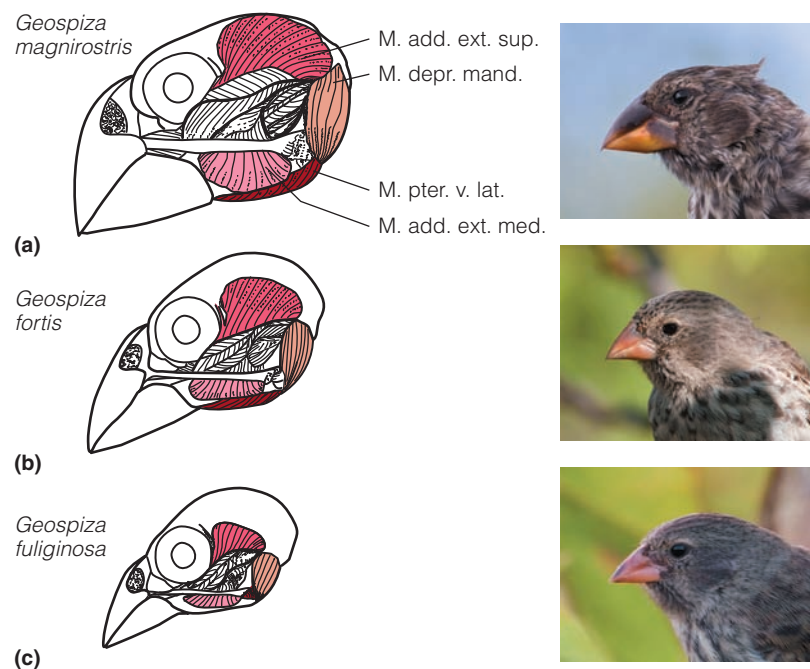 Geospiza
magnirostris
M. add. ext. sup.
M. depr. mand.
M. pter. v. lat.
M. add. ext. med.
(a)
Geospiza
fortis
(b)
Geospiza
fuliginosa
(c)